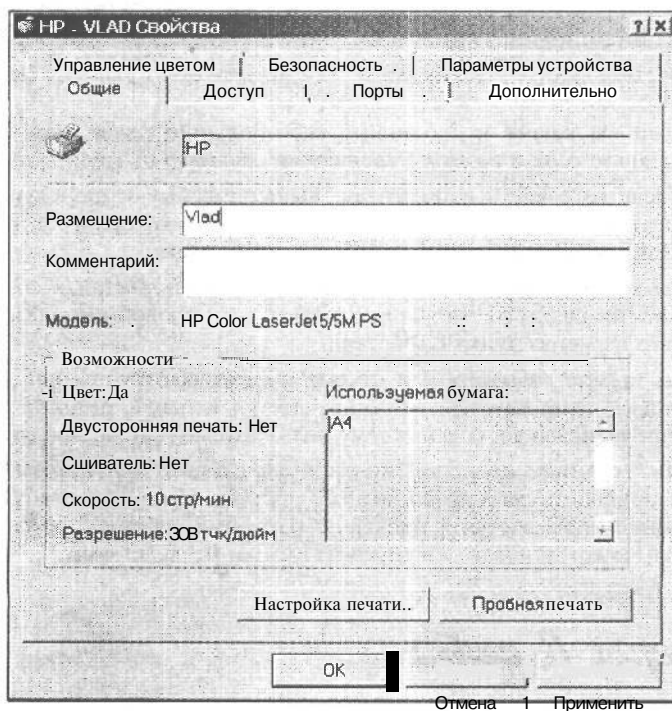 HP - VLAD Свойства
Управление цветом Безопасность Параметры устройства
Общие Доступ Порты Дополнительно
HP
Размещение: Vlad
Комментарий:
Модель: HP Color LaserJet 5/5M PS
Возможности
Цвет: Да Используемая бумага:
Двусторонняя печать: Нет A4
Сшиватель: Нет
Скорость: 10 стр/мин
Разрешение: ЗОВ тчк/дюйм
Настройка печати.. Пробная печать
OK
Отмена 1 Применить